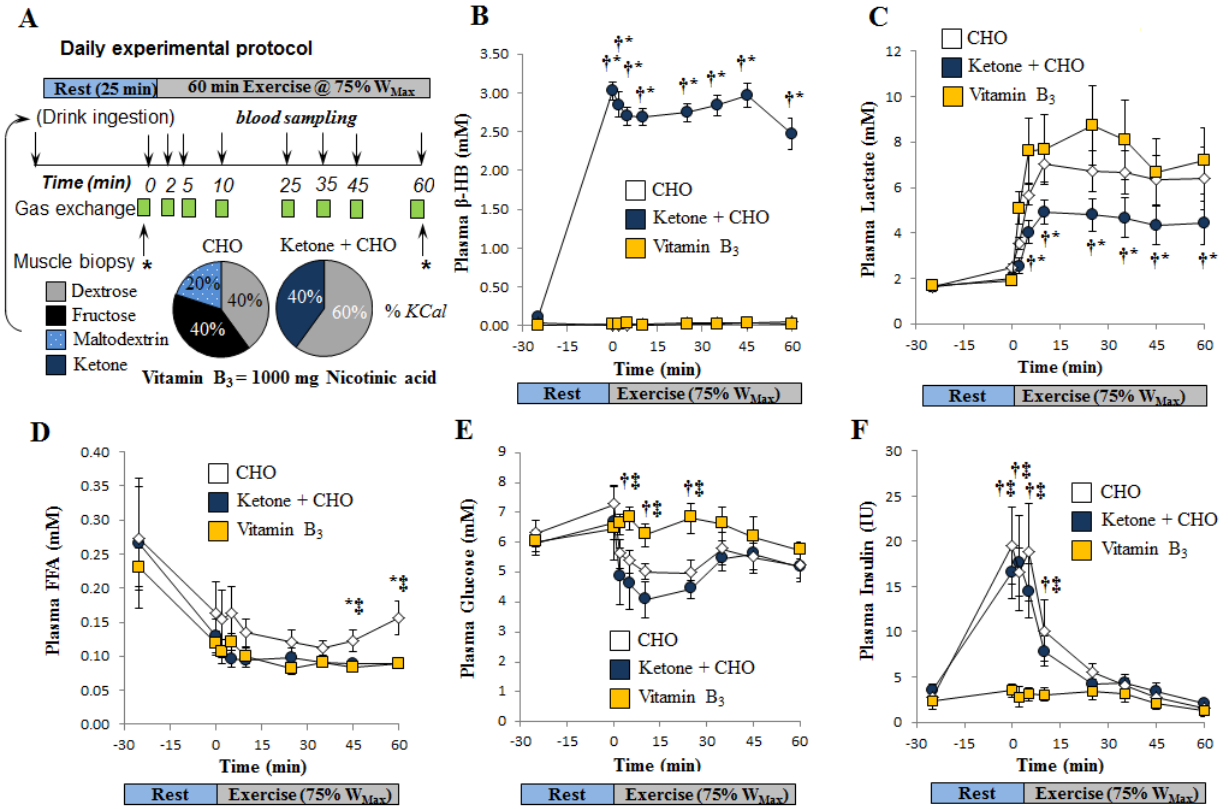 A
Daily experimental protocol
Rest (25 min) 60 min Exercise @ 75% WMax
(Drink ingestion) blood sampling
Time (min) 0 2 5 10 25 35 45 60
Gas exchange
Muscle biopsy * *
CHO Ketone + CHO
Dextrose
Fructose
Maltodextrin
Ketone
20% 40% 40%
40% 60%
% KCal
Vitamin B3 = 1000 mg Nicotinic acid
B
Plasma β-HB (mM)
3.50
3.00
2.50
2.00
1.50
1.00
0.50
0.00
†* †* †* †* †* †* †* †*
CHO
Ketone + CHO
Vitamin B3
-30 -15 0 15 30 45 60
Time (min)
Rest Exercise (75% WMax)
C
Plasma Lactate (mM)
12
10
8
6
4
2
0
CHO
Ketone + CHO
Vitamin B3
†* †* †* †* †* †*
-30 -15 0 15 30 45 60
Time (min)
Rest Exercise (75% WMax)
D
Plasma FFA (mM)
0.40
0.35
0.30
0.25
0.20
0.15
0.10
0.05
0.00
CHO
Ketone + CHO
Vitamin B3
*‡ *‡
-30 -15 0 15 30 45 60
Time (min)
Rest Exercise (75% WMax)
E
Plasma Glucose (mM)
9
8
7
6
5
4
3
2
1
0
†‡ †‡ †‡
CHO
Ketone + CHO
Vitamin B3
-30 -15 0 15 30 45 60
Time (min)
Rest Exercise (75% WMax)
F
Plasma Insulin (IU)
30
25
20
15
10
5
0
†‡ †‡ †‡ †‡
CHO
Ketone + CHO
Vitamin B3
-30 -15 0 15 30 45 60
Time (min)
Rest Exercise (75% WMax)